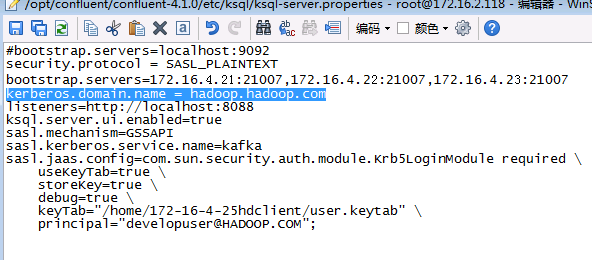 /opt/confluent/confluent-4.1.0/etc/ksql/ksql-server.properties - root@172.16.2.118 - 编辑器 - WinS
编码 颜色
#bootstrap.servers=localhost:9092
security.protocol = SASL_PLAINTEXT
bootstrap.servers=172.16.4.21:21007,172.16.4.22:21007,172.16.4.23:21007
kerberos.domain.name = hadoop.hadoop.com
listeners=http://localhost:8088
ksql.server.ui.enabled=true
sasl.mechanism=GSSAPI
sasl.kerberos.service.name=kafka
sasl.jaas.config=com.sun.security.auth.module.Krb5LoginModule required \
    useKeyTab=true \
    storeKey=true \
    debug=true \
    keyTab="/home/172-16-4-25hdclient/user.keytab" \
    principal="developuser@HADOOP.COM";